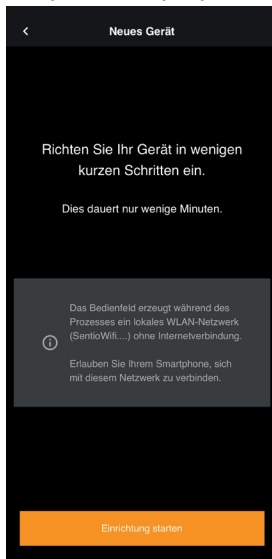 Neues Gerät
Richten Sie Ihr Gerät in wenigen
kurzen Schritten ein.
Dies dauert nur wenige Minuten.
Das Bedienfeld erzeugt während des
Prozesses ein lokales WLAN-Netzwerk
(SentioWifi....) ohne Internetverbindung.
Erlauben Sie Ihrem Smartphone, sich
mit diesem Netzwerk zu verbinden.
Einrichtung starten